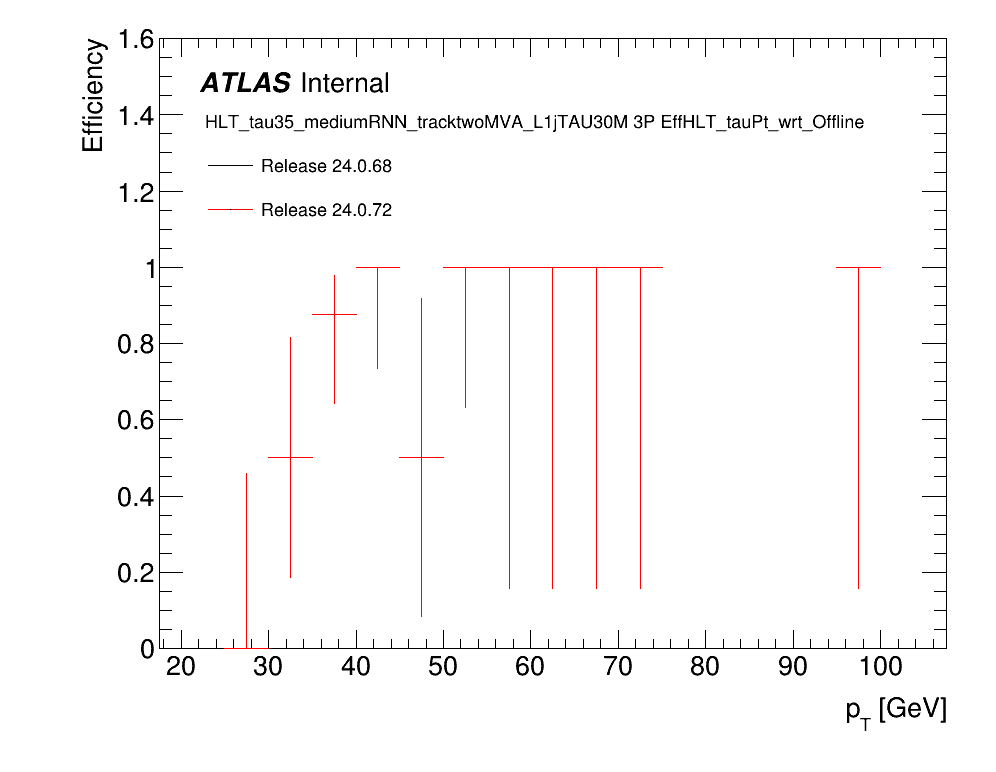 1.6
1.4
1.2
1
0.8
0.6
0.4
0.2
0
Efficiency
ATLAS Internal
HLT_tau35_mediumRNN_tracktwoMVA_L1jTAU30M 3P EffHLT_tauPt_wrt_Offline
Release 24.0.68
Release 24.0.72
20 30 40 50 60 70 80 90 100
p_T [GeV]